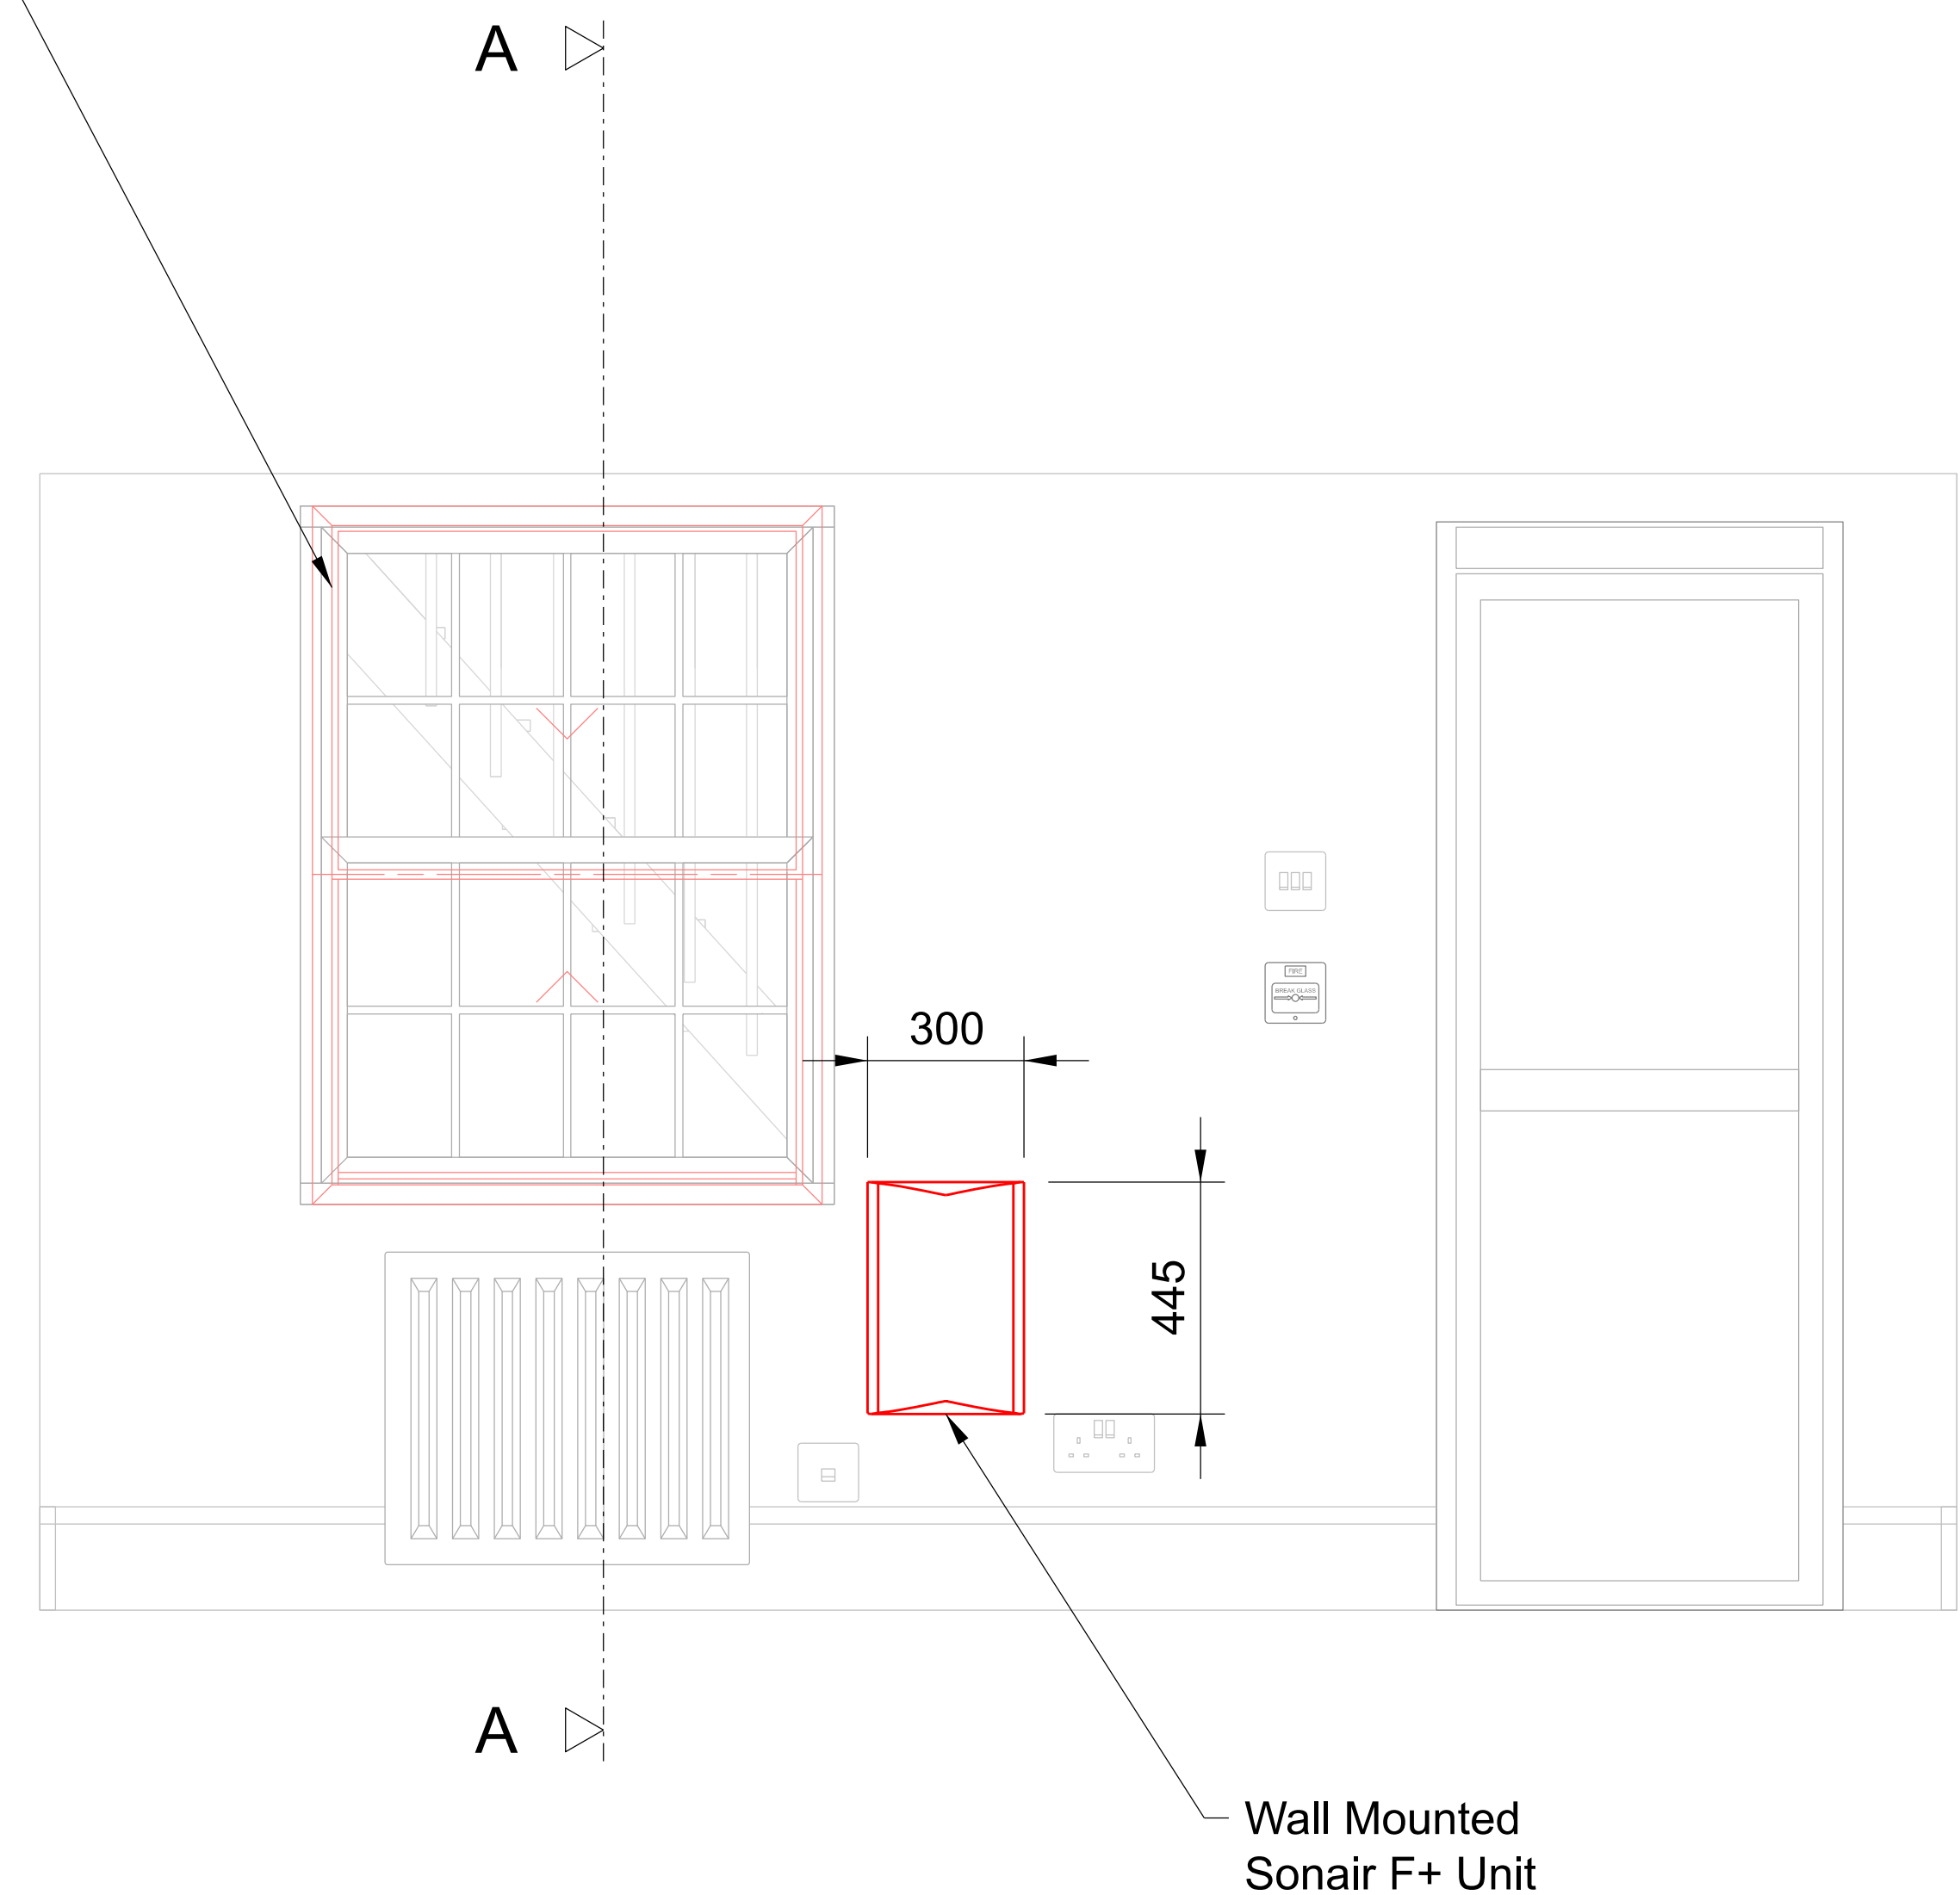 A
FIRE
BREAK GLASS
300
445
A
Wall Mounted
Sonair F+ Unit